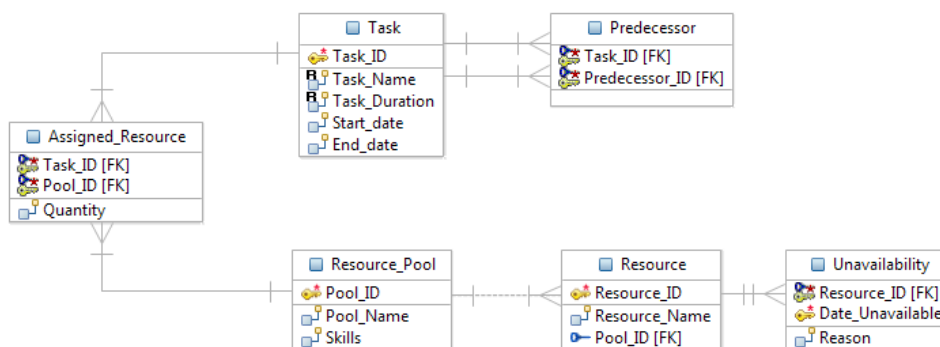 Task
Task_ID
Task_Name
Task_Duration
Start_date
End_date
Predecessor
Task_ID [FK]
Predecessor_ID [FK]
Assigned_Resource
Task_ID [FK]
Pool_ID [FK]
Quantity
Resource_Pool
Pool_ID
Pool_Name
Skills
Resource
Resource_ID
Resource_Name
Pool_ID [FK]
Unavailability
Resource_ID [FK]
Date_Unavailable
Reason